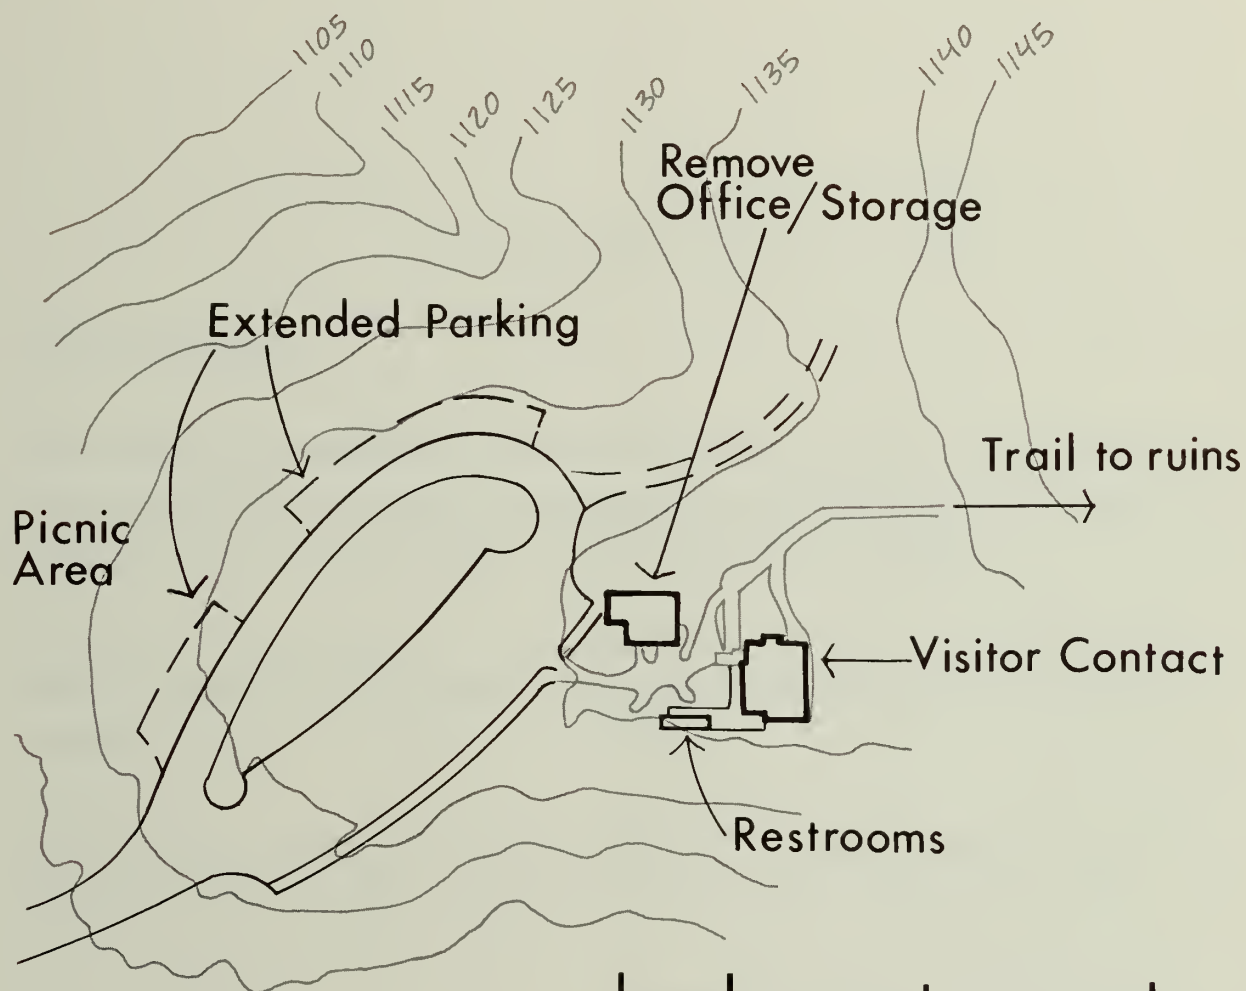 1105
1110
1115
1120
1125
1130
1135
1140
1145
Remove
Office/Storage
Extended Parking
Trail to ruins
Picnic
Area
Visitor Contact
Restrooms